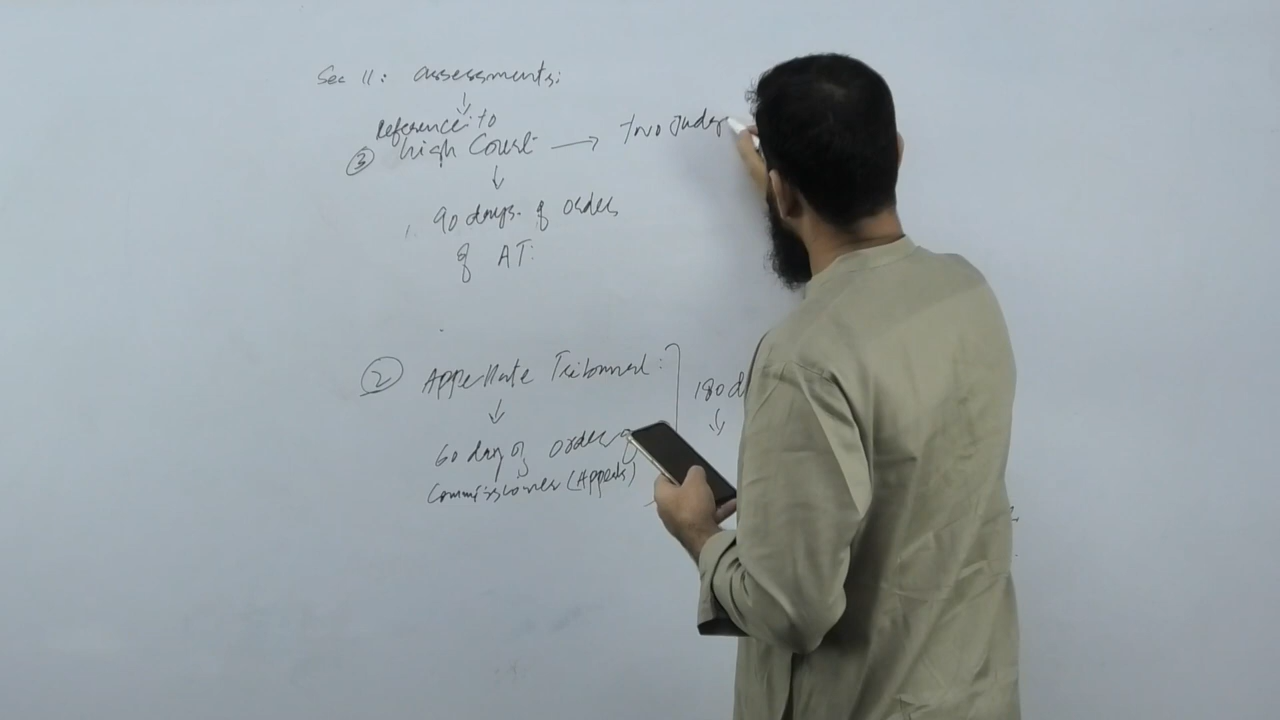 Sec 11: assessments:
Reference to
③ high Court → two Judge
90 days of order
of AT:
② Appellate Tribunal:
180 d
60 day of order of
Commissioner (Appeals)